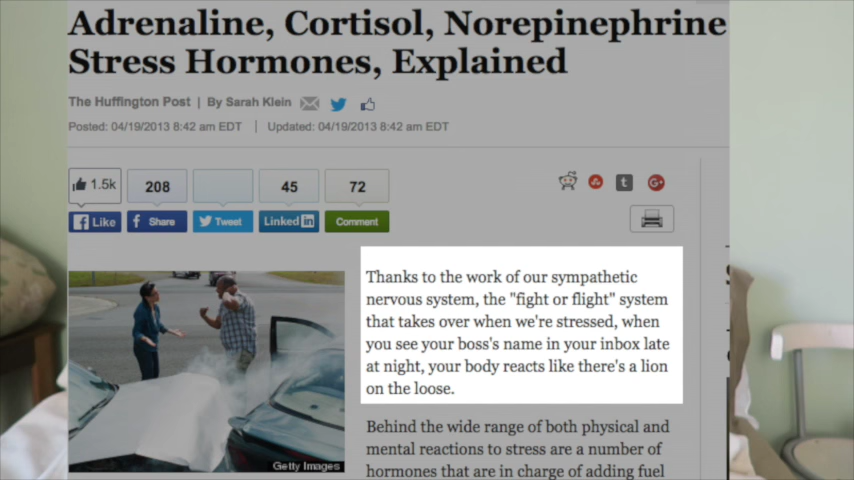 Adrenaline, Cortisol, Norepinephrine
Stress Hormones, Explained
The Huffington Post | By Sarah Klein
Posted: 04/19/2013 8:42 am EDT | Updated: 04/19/2013 8:42 am EDT
1.5k 208 45 72
Like Share Tweet Linked in Comment
Thanks to the work of our sympathetic
nervous system, the "fight or flight" system
that takes over when we're stressed, when
you see your boss's name in your inbox late
at night, your body reacts like there's a lion
on the loose.
Behind the wide range of both physical and
mental reactions to stress are a number of
hormones that are in charge of adding fuel
Getty Images